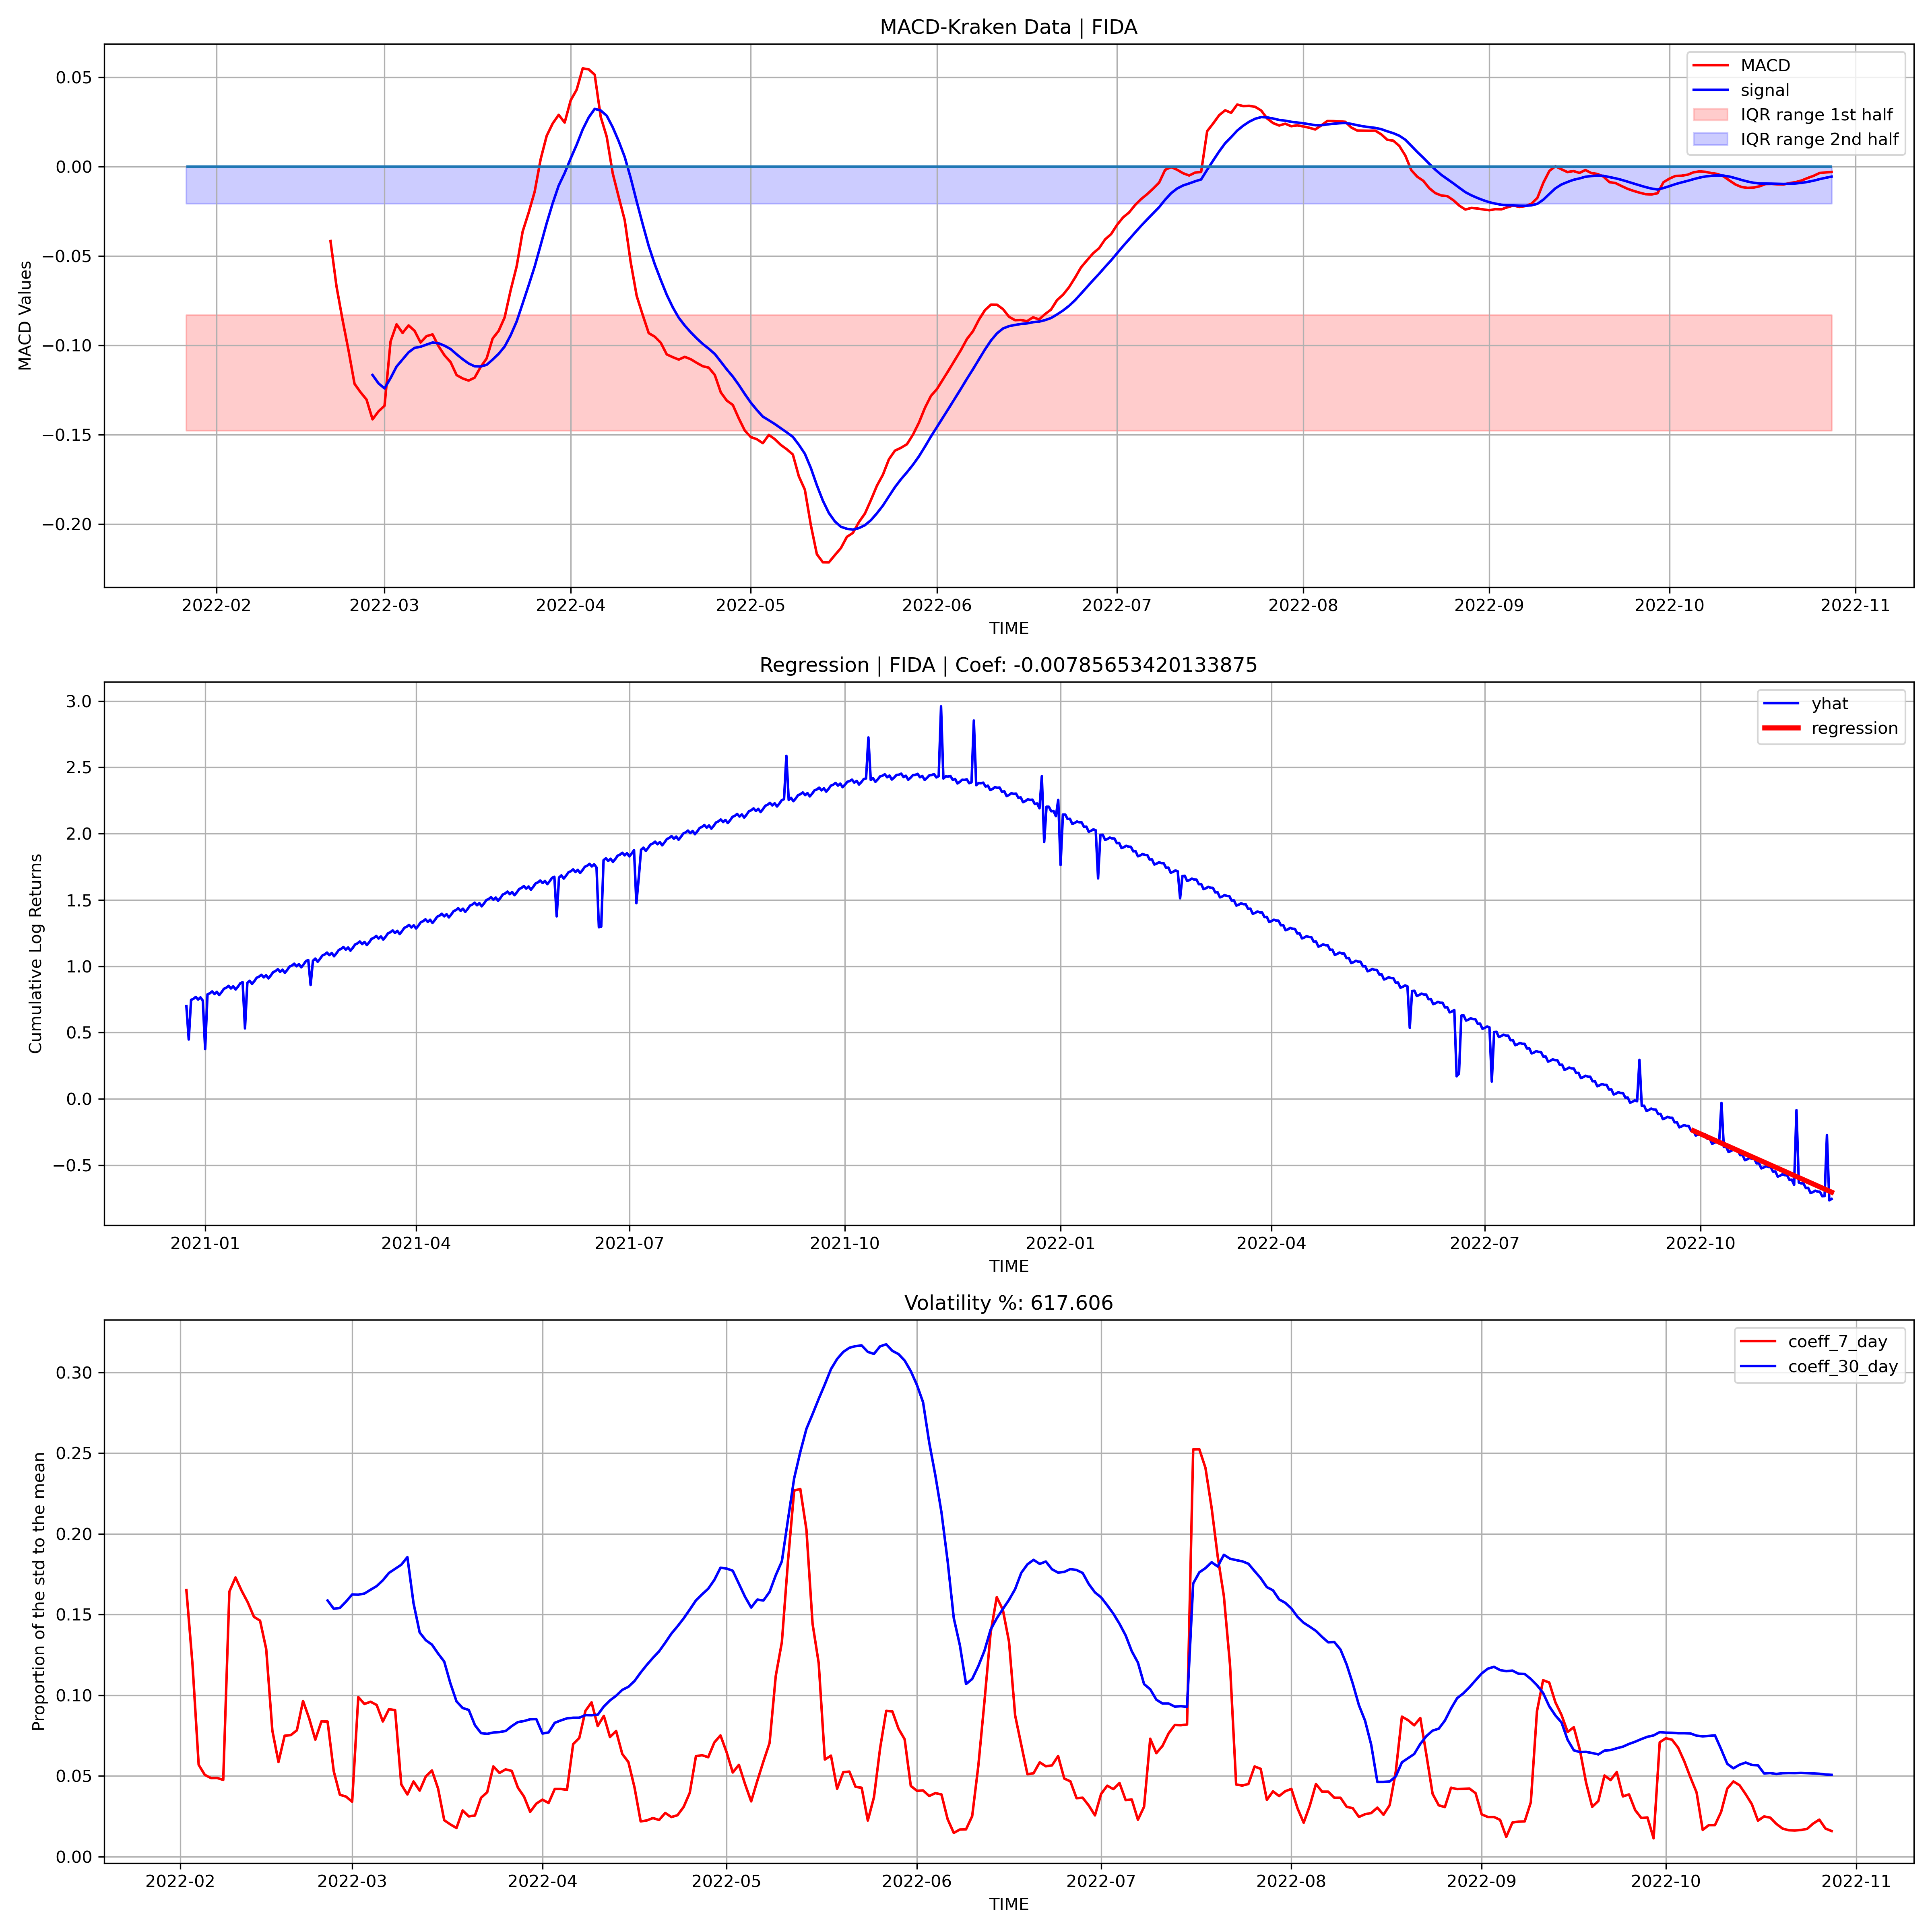 MACD-Kraken Data | FIDA
MACD Values
0.05
0.00
−0.05
−0.10
−0.15
−0.20
MACD
signal
IQR range 1st half
IQR range 2nd half
2022-02 2022-03 2022-04 2022-05 2022-06 2022-07 2022-08 2022-09 2022-10 2022-11
TIME
Regression | FIDA | Coef: -0.00785653420133875
Cumulative Log Returns
3.0
2.5
2.0
1.5
1.0
0.5
0.0
−0.5
yhat
regression
2021-01 2021-04 2021-07 2021-10 2022-01 2022-04 2022-07 2022-10
TIME
Volatility %: 617.606
Proportion of the std to the mean
0.30
0.25
0.20
0.15
0.10
0.05
0.00
coeff_7_day
coeff_30_day
2022-02 2022-03 2022-04 2022-05 2022-06 2022-07 2022-08 2022-09 2022-10 2022-11
TIME